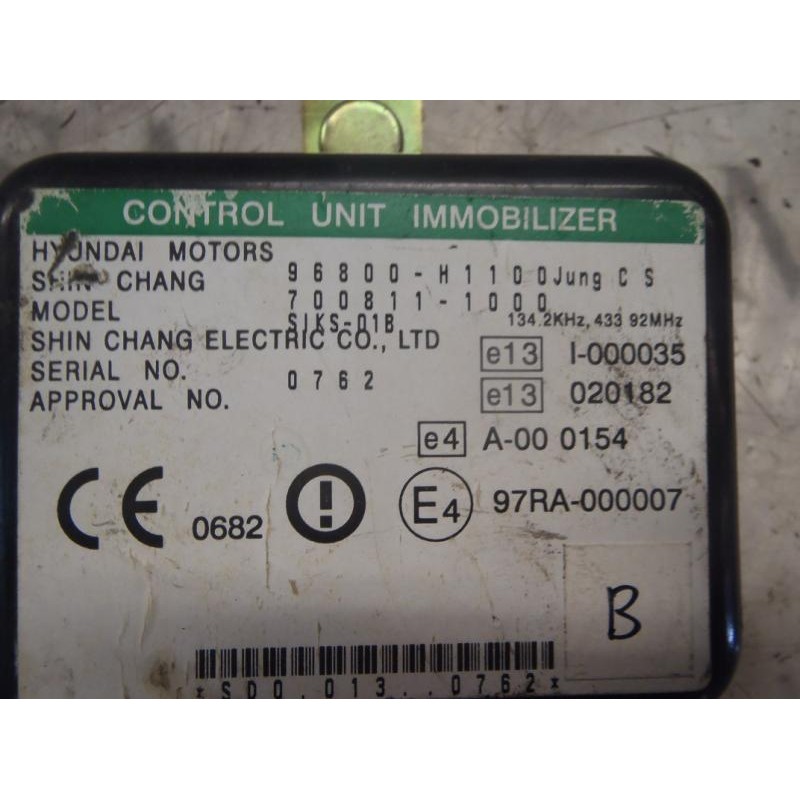 CONTROL UNIT IMMOBILIZER
HYUNDAI MOTORS 96800-H1100Jung C S
SHIN CHANG 700811-1000
MODEL SIKS-01B 134.2KHz, 433 92MHz
SHIN CHANG ELECTRIC CO., LTD e13 I-000035
SERIAL NO. 0762
APPROVAL NO. e13 020182
e4 A-00 0154
CE 0682 E4 97RA-000007
B
*SD0.013..0762*